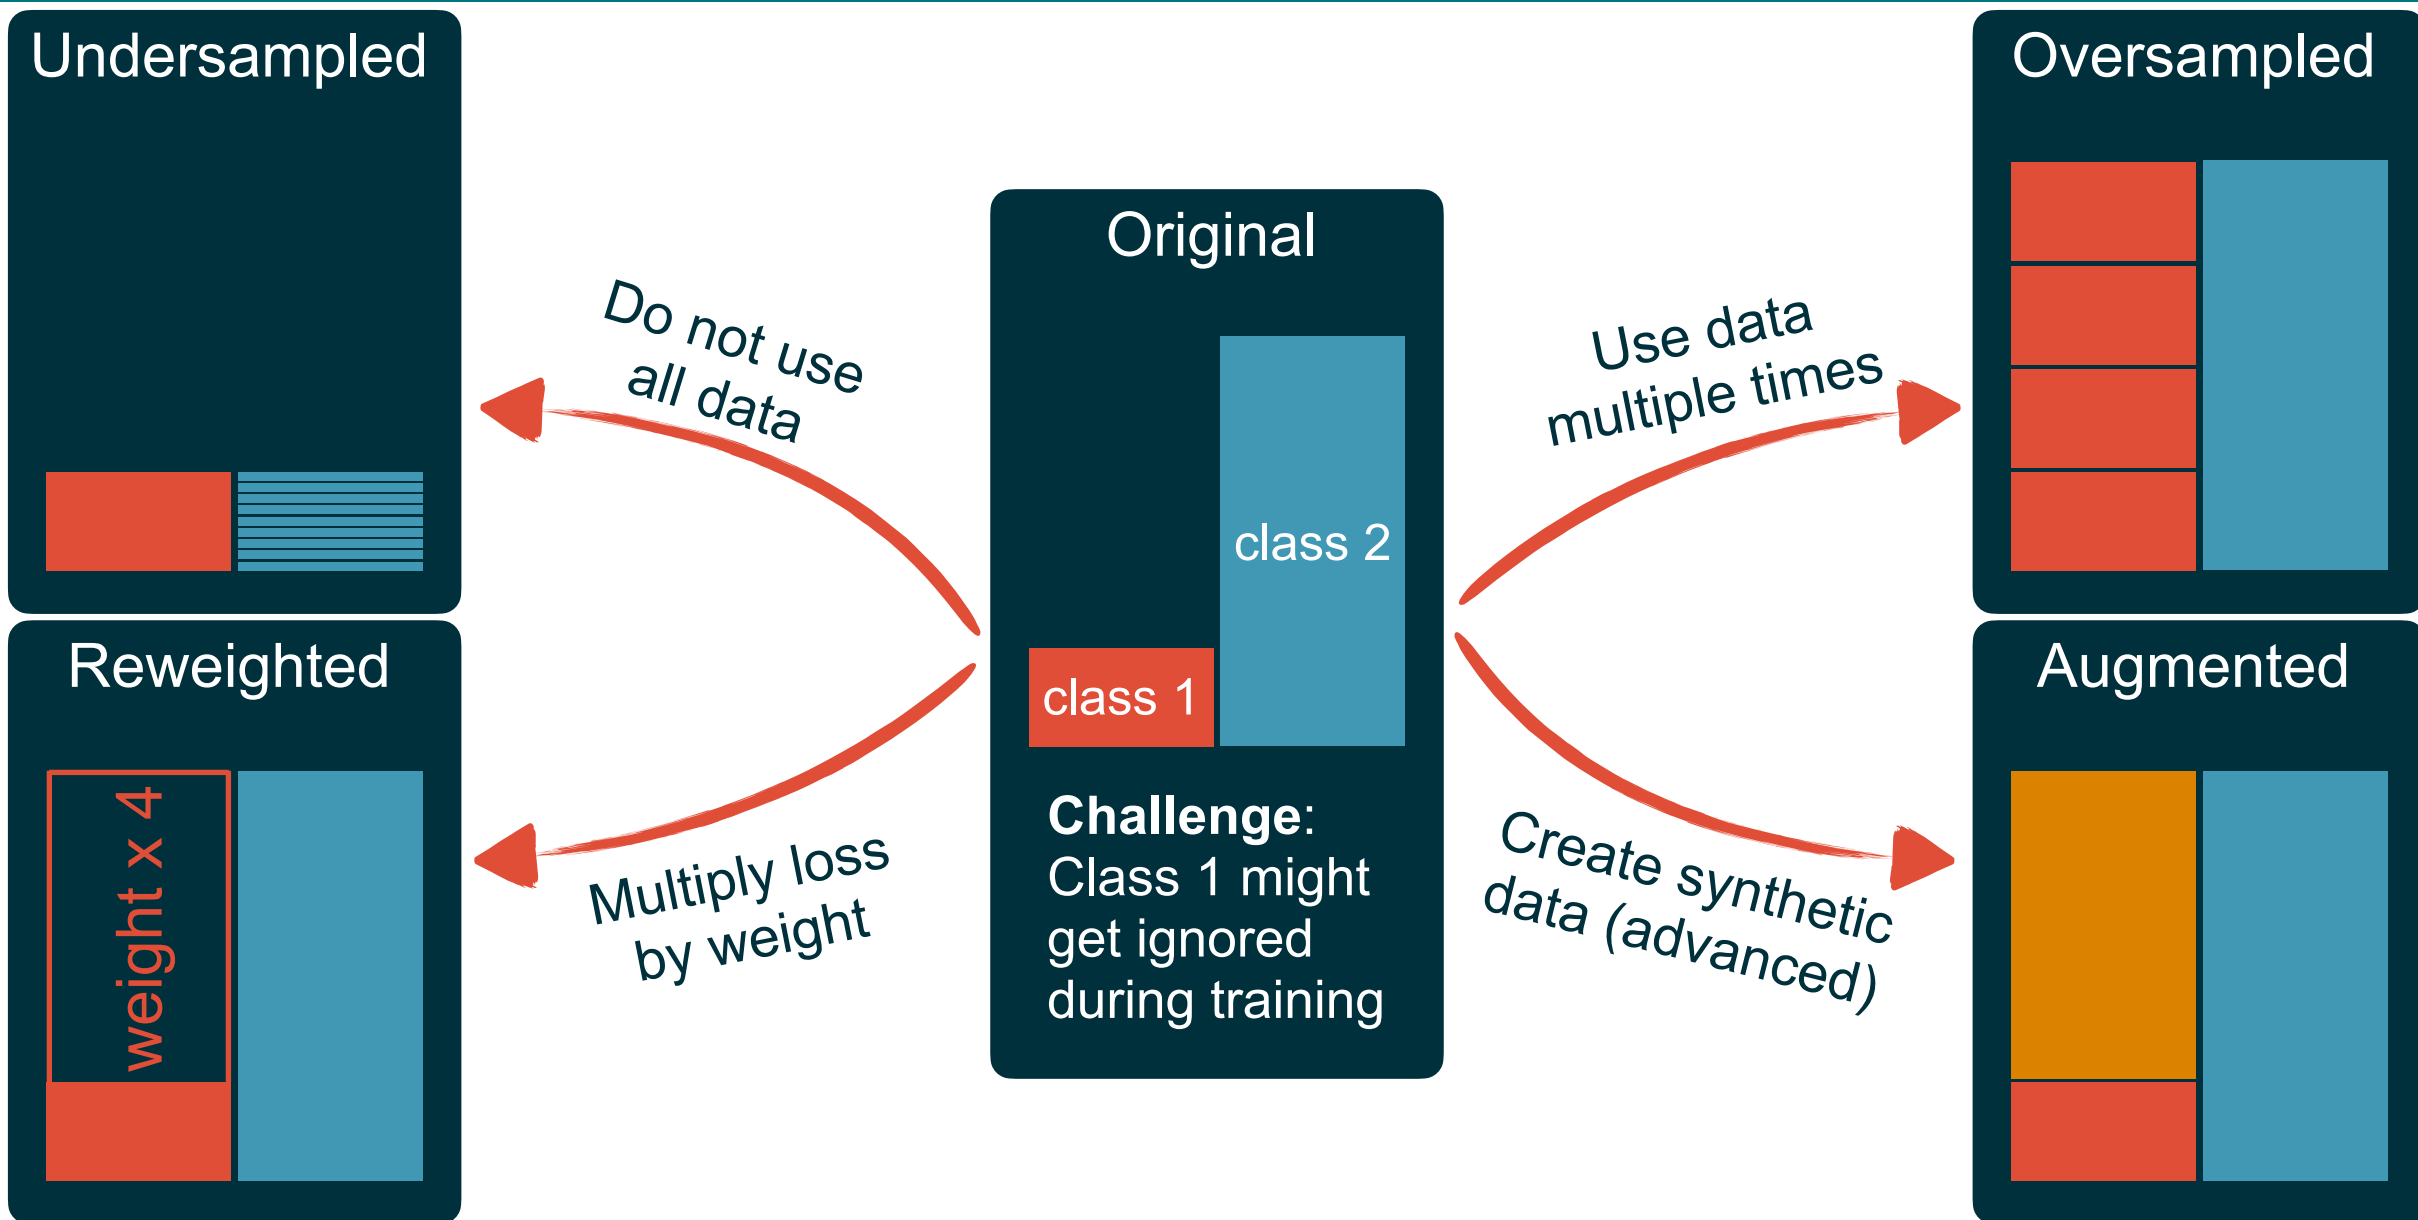 Undersampled
Do not use
all data
Reweighted
weight x 4
Multiply loss
by weight
Original
class 2
class 1
Challenge:
Class 1 might
get ignored
during training
Oversampled
Use data
multiple times
Augmented
Create synthetic
data (advanced)